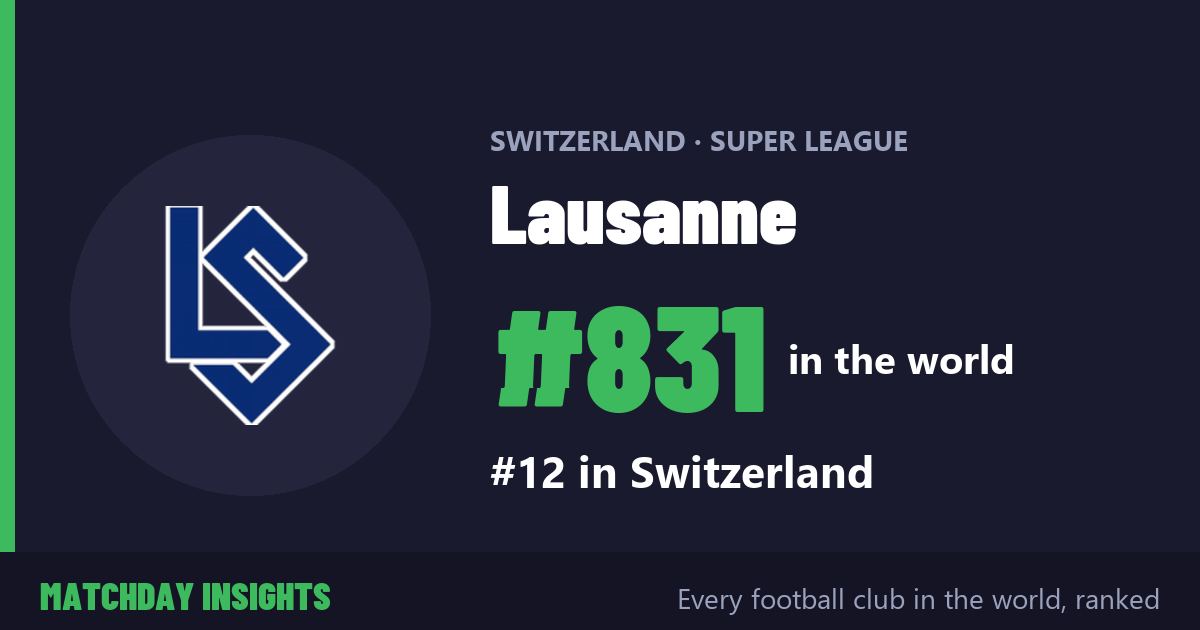 SWITZERLAND · SUPER LEAGUE
Lausanne
#831 in the world
#12 in Switzerland
LS
MATCHDAY INSIGHTS
Every football club in the world, ranked